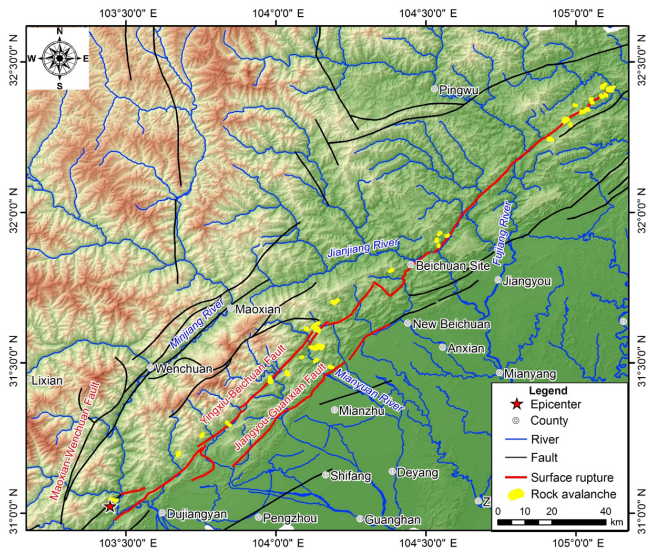 103°30'0" E
104°0'0" E
104°30'0" E
105°0'0" E
N
W
E
S
32°30'0" N
32°30'0" N
Pingwu
32°0'0" N
32°0'0" N
Jianjiang River
Fujiang River
Beichuan Site
Jiangyou
Minjiang River
Maoxian
New Beichuan
Anxian
31°30'0" N
31°30'0" N
Wenchuan
Lixian
Yingxiu-Beichuan Fault
Mianyang
Mianyuan River
Jiangyou-Guanxian Fault
Maoxian-Wenchuan Fault
Mianzhu
Shifang
Deyang
Z
31°0'0" N
31°0'0" N
Dujiangyan
Pengzhou
Guanghan
Legend
Epicenter
County
River
Fault
Surface rupture
Rock avalanche
0 10 20 40
km
103°30'0" E
104°0'0" E
104°30'0" E
105°0'0" E